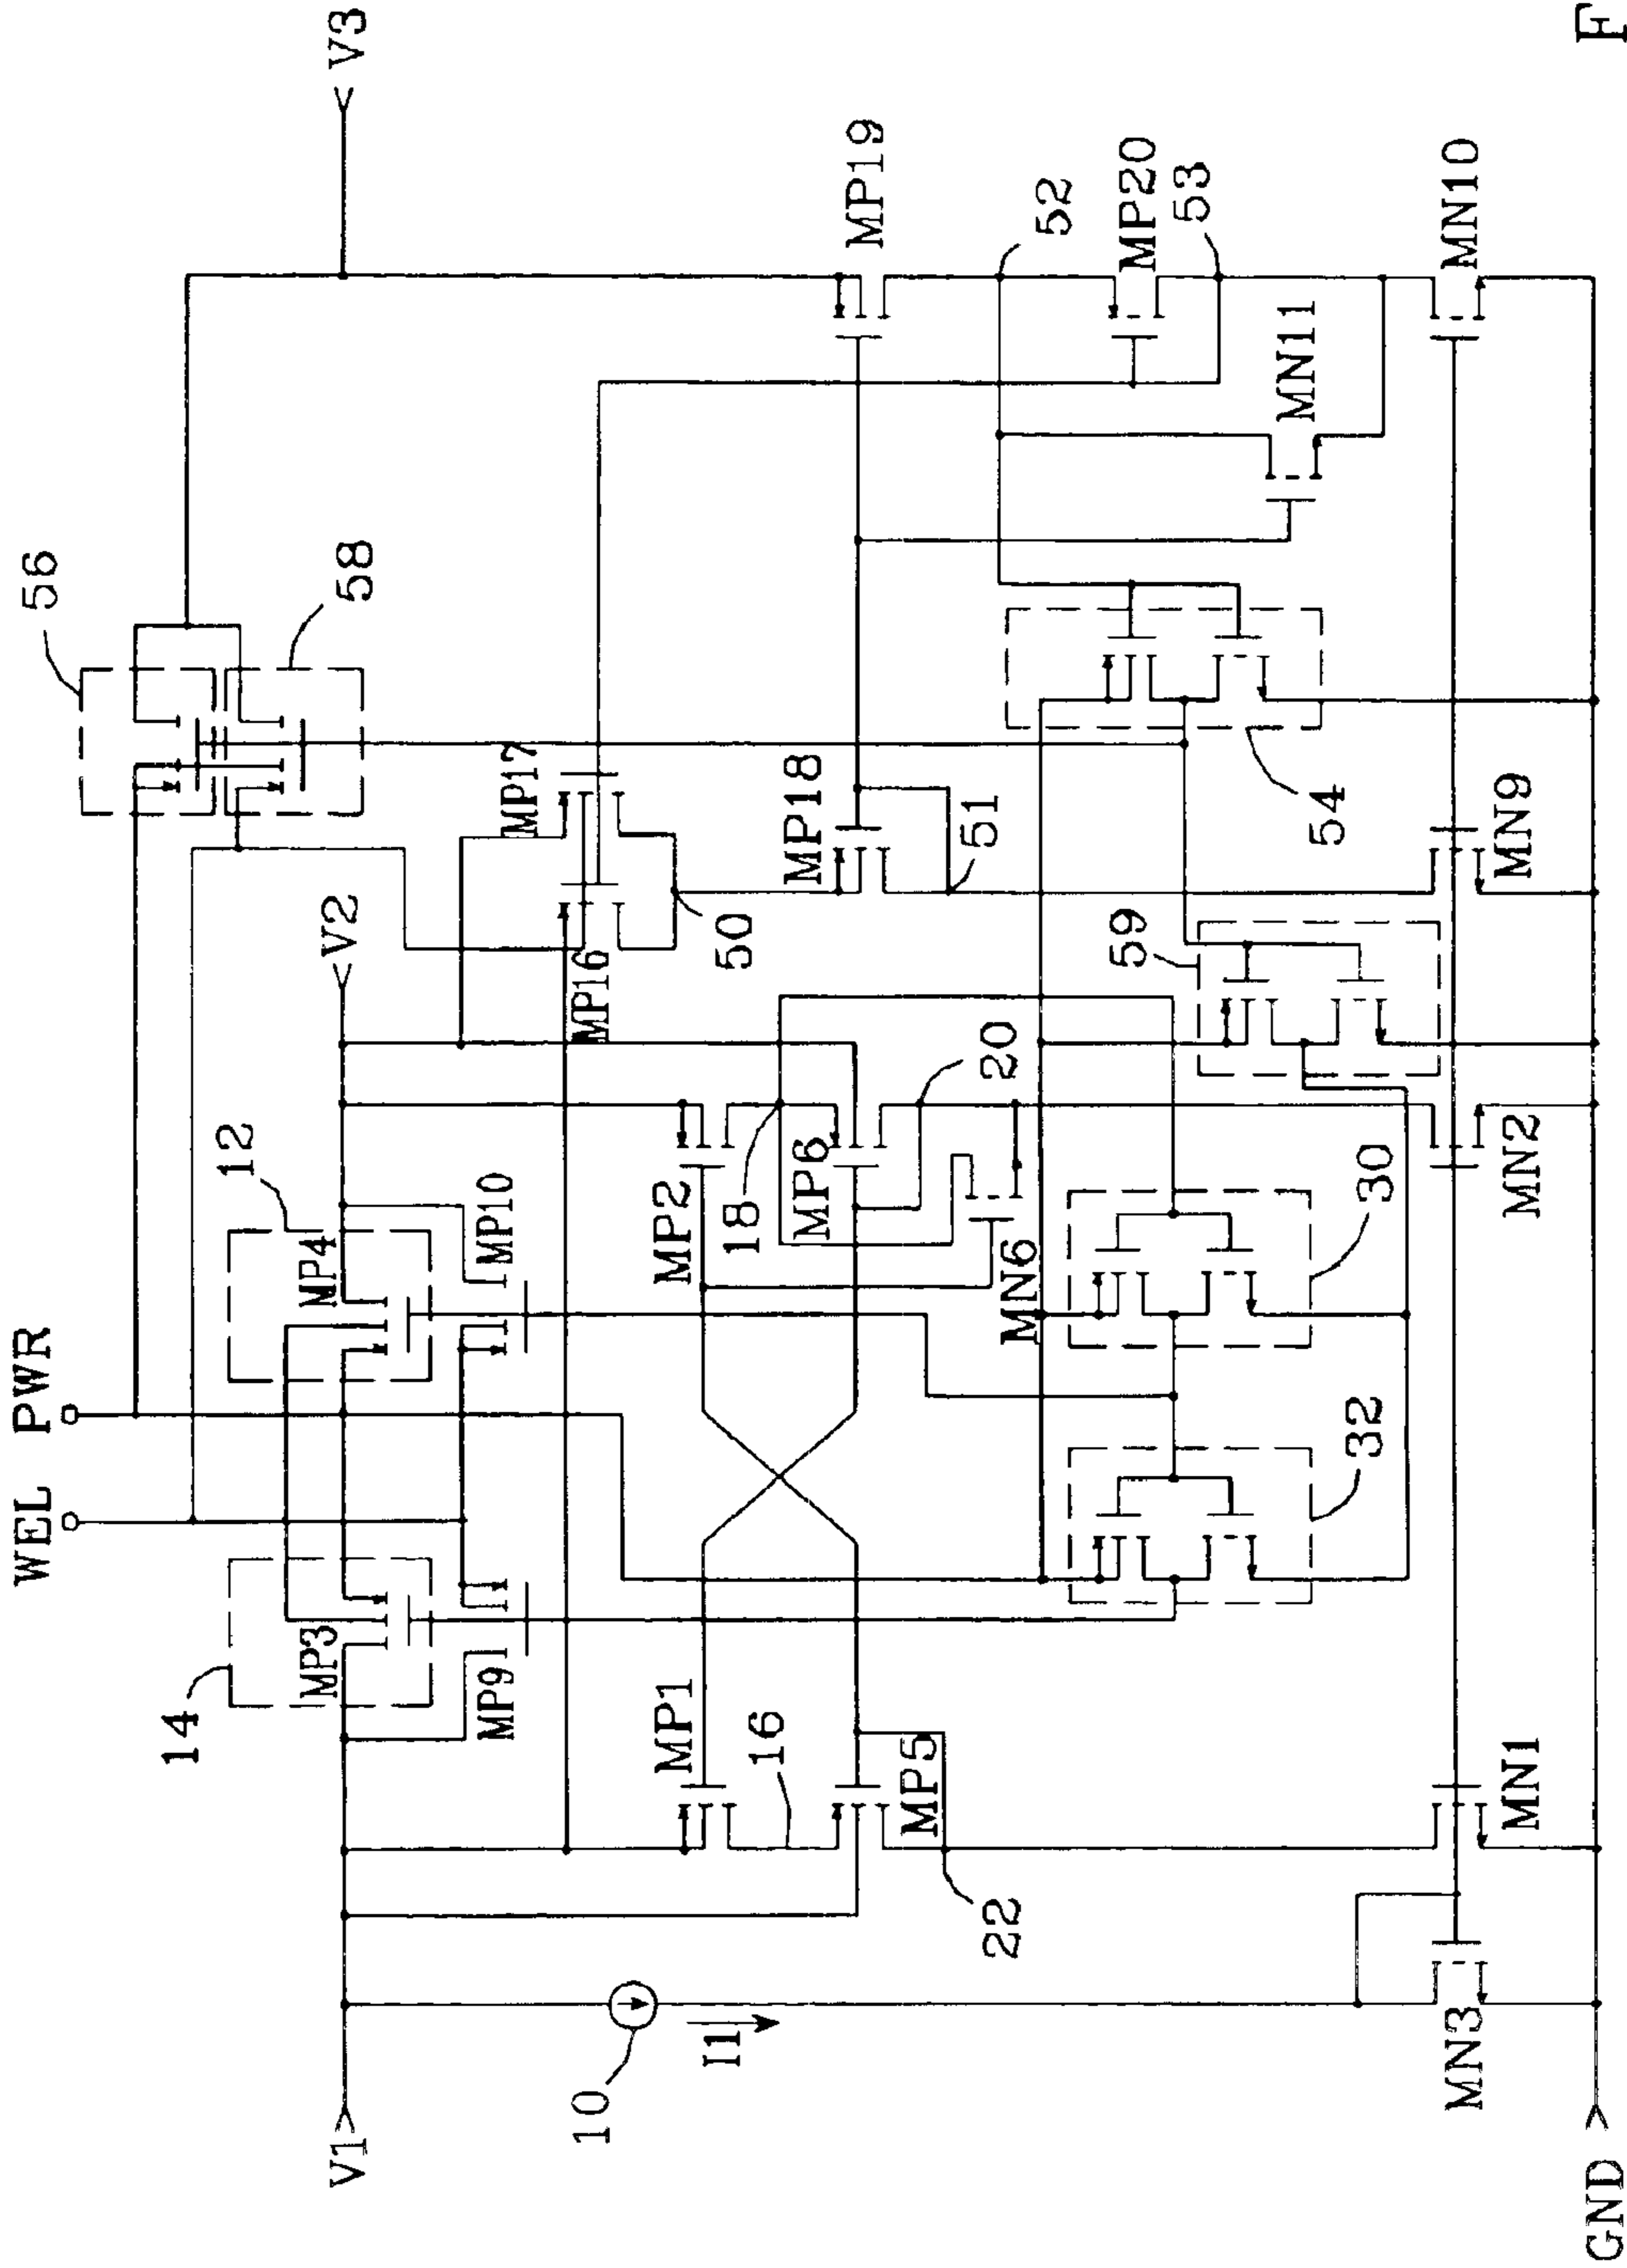 WEL PWR
56
V3
58
12
V2
14
MP4
MP10
MP3
MP9
MP17
MP16
50
MP19
MP1
MP2
16
18
MP6
MP18
MP5
20
51
52
MP20
53
22
V1
10
I1
MN6
59
54
MN11
30
32
MN3
MN1
MN2
MN9
MN10
GND
F